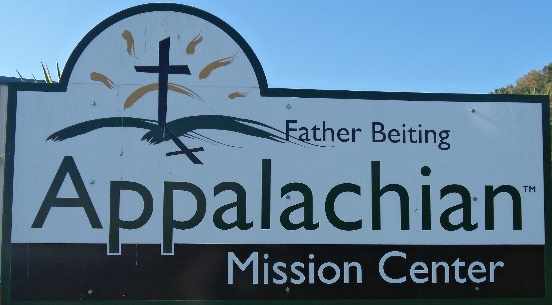 Father Beiting
Appalachian™
Mission Center